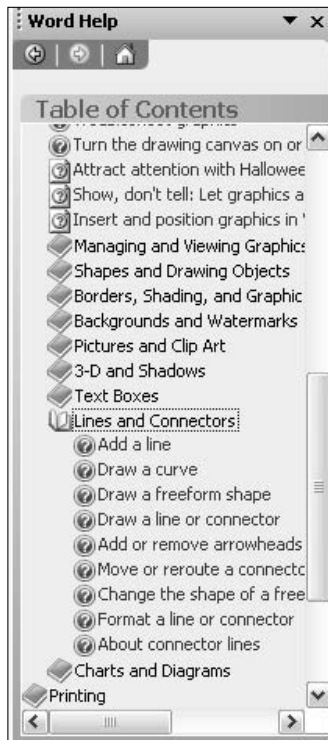 Word Help
Table of Contents
Troubleshoot graphics
Turn the drawing canvas on or
Attract attention with Hallowee
Show, don't tell: Let graphics a
Insert and position graphics in
Managing and Viewing Graphics
Shapes and Drawing Objects
Borders, Shading, and Graphic
Backgrounds and Watermarks
Pictures and Clip Art
3-D and Shadows
Text Boxes
Lines and Connectors
Add a line
Draw a curve
Draw a freeform shape
Draw a line or connector
Add or remove arrowheads
Move or reroute a connectc
Change the shape of a free
Format a line or connector
About connector lines
Charts and Diagrams
Printing